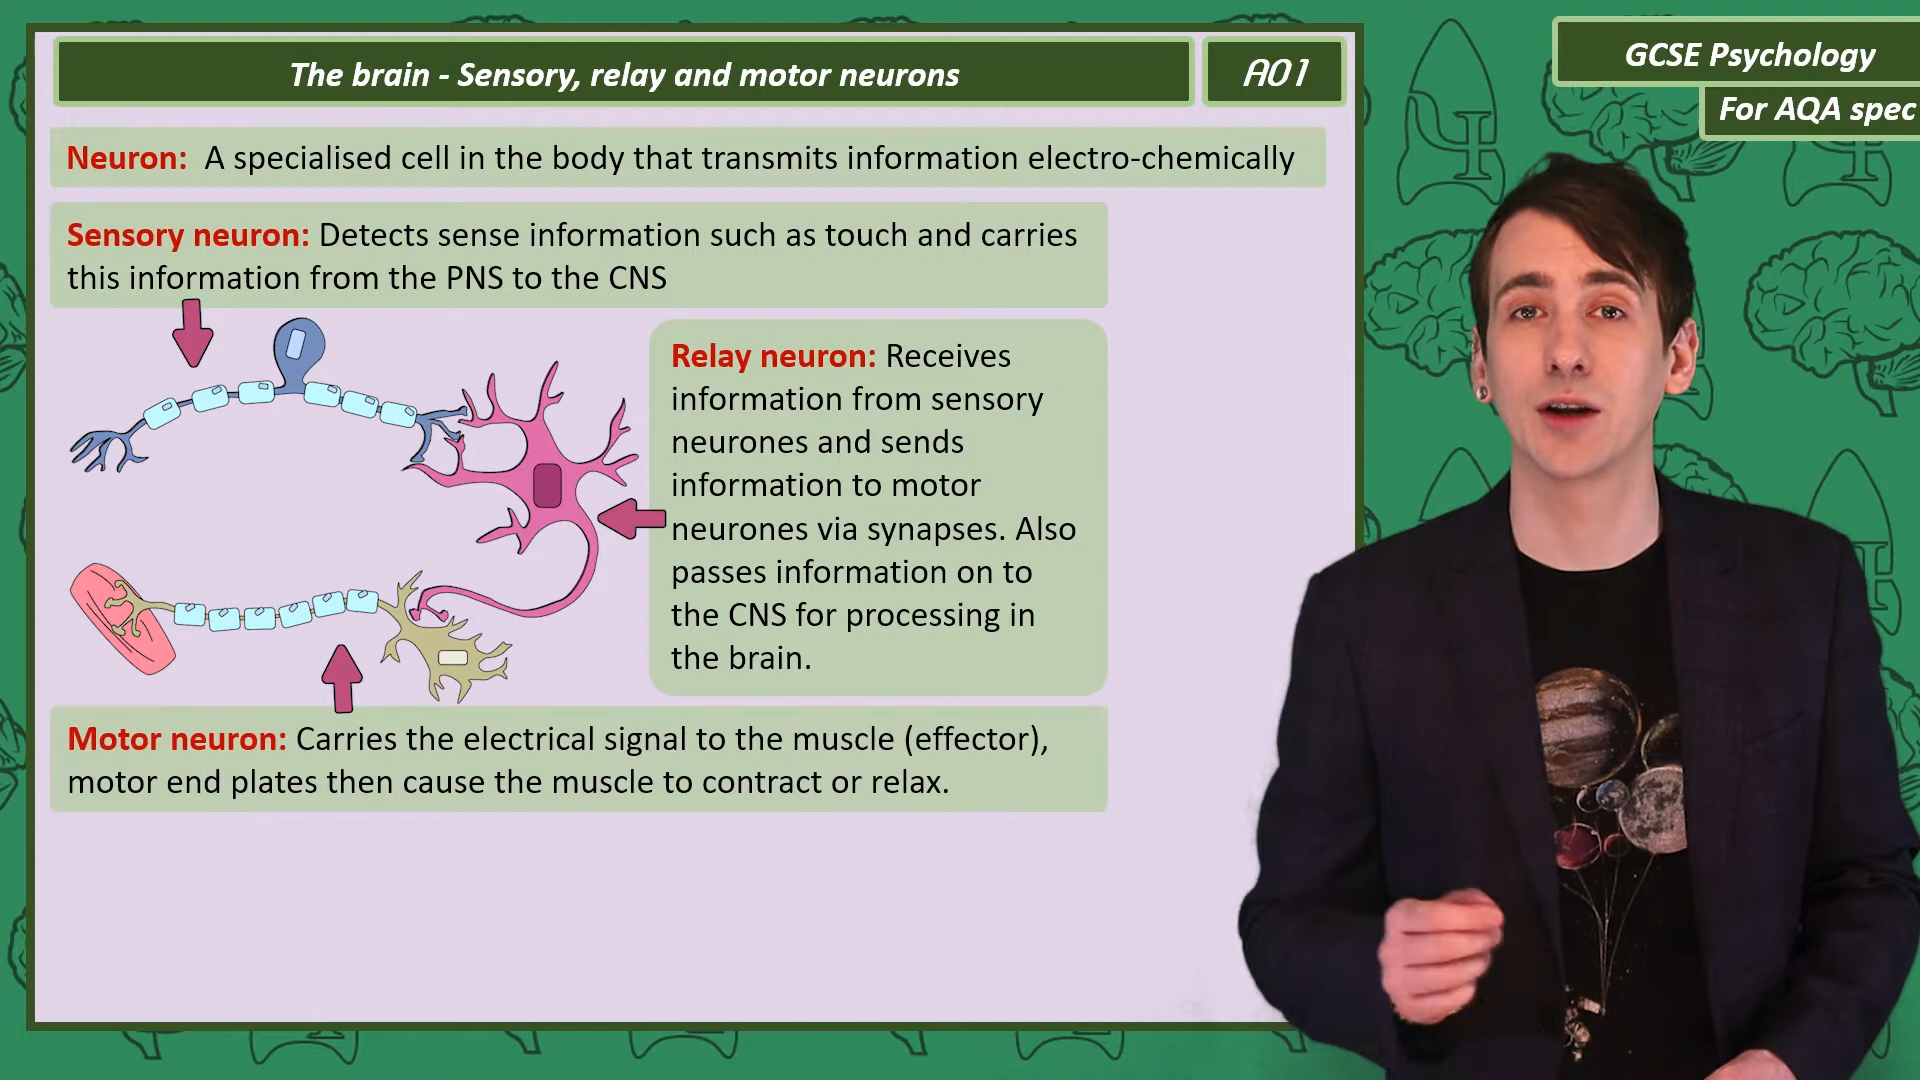 The brain - Sensory, relay and motor neurons
AO1
GCSE Psychology
For AQA spec
Neuron: A specialised cell in the body that transmits information electro-chemically
Sensory neuron: Detects sense information such as touch and carries
this information from the PNS to the CNS
Relay neuron: Receives
information from sensory
neurones and sends
information to motor
neurones via synapses. Also
passes information on to
the CNS for processing in
the brain.
Motor neuron: Carries the electrical signal to the muscle (effector),
motor end plates then cause the muscle to contract or relax.